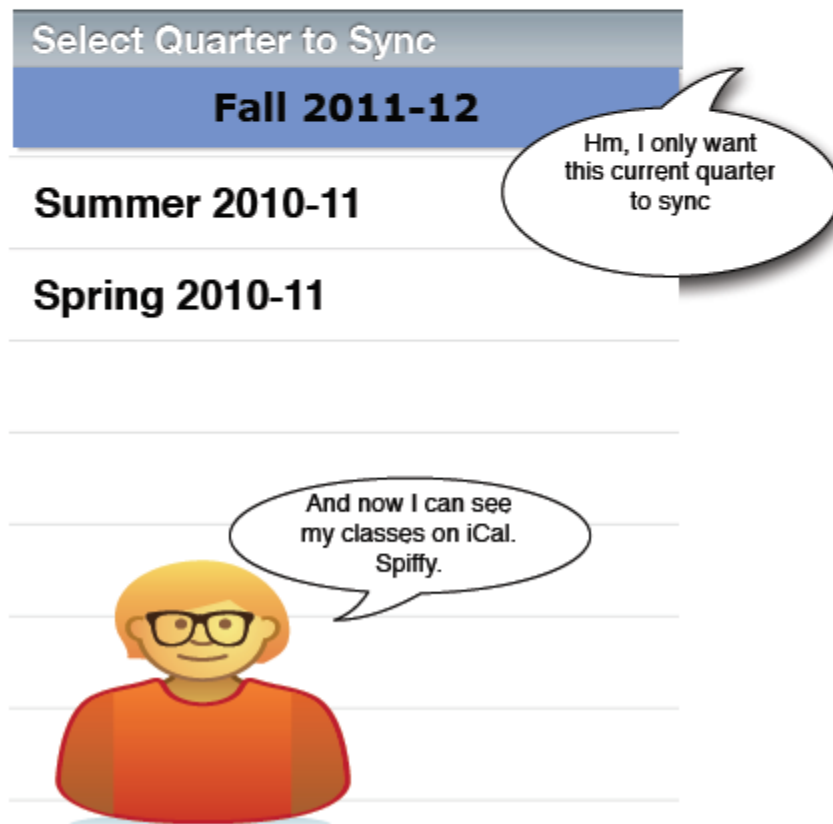 Select Quarter to Sync
Fall 2011-12
Hm, I only want
this current quarter
to sync
Summer 2010-11
Spring 2010-11
And now I can see
my classes on iCal.
Spiffy.